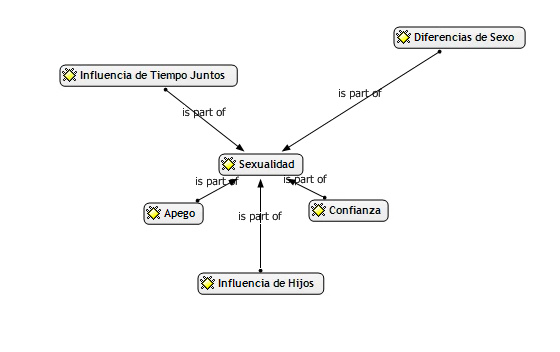 Diferencias de Sexo
Influencia de Tiempo Juntos
is part of
is part of
Sexualidad
is part of
is part of
Apego
Confianza
is part of
Influencia de Hijos